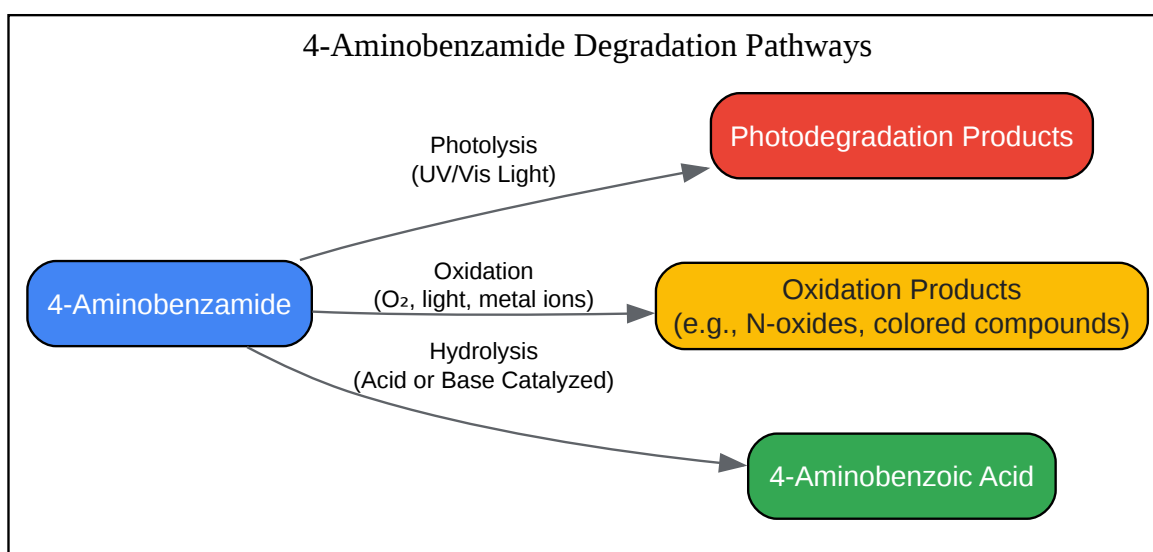 4-Aminobenzamide Degradation Pathways
Photolysis
(UV/Vis Light)
Photodegradation Products
4-Aminobenzamide
Oxidation
(O₂, light, metal ions)
Oxidation Products
(e.g., N-oxides, colored compounds)
Hydrolysis
(Acid or Base Catalyzed)
4-Aminobenzoic Acid